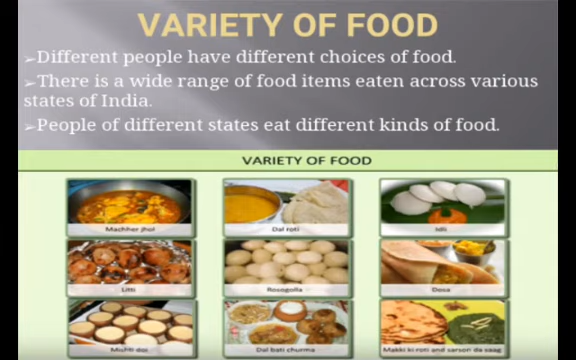 VARIETY OF FOOD
➢Different people have different choices of food.
➢There is a wide range of food items eaten across various
states of India.
➢People of different states eat different kinds of food.
VARIETY OF FOOD
Machher jhol
Dal roti
Idli
Litti
Rosogolla
Dosa
Mishti doi
Dal bati churma
Makki ki roti and sarson da saag